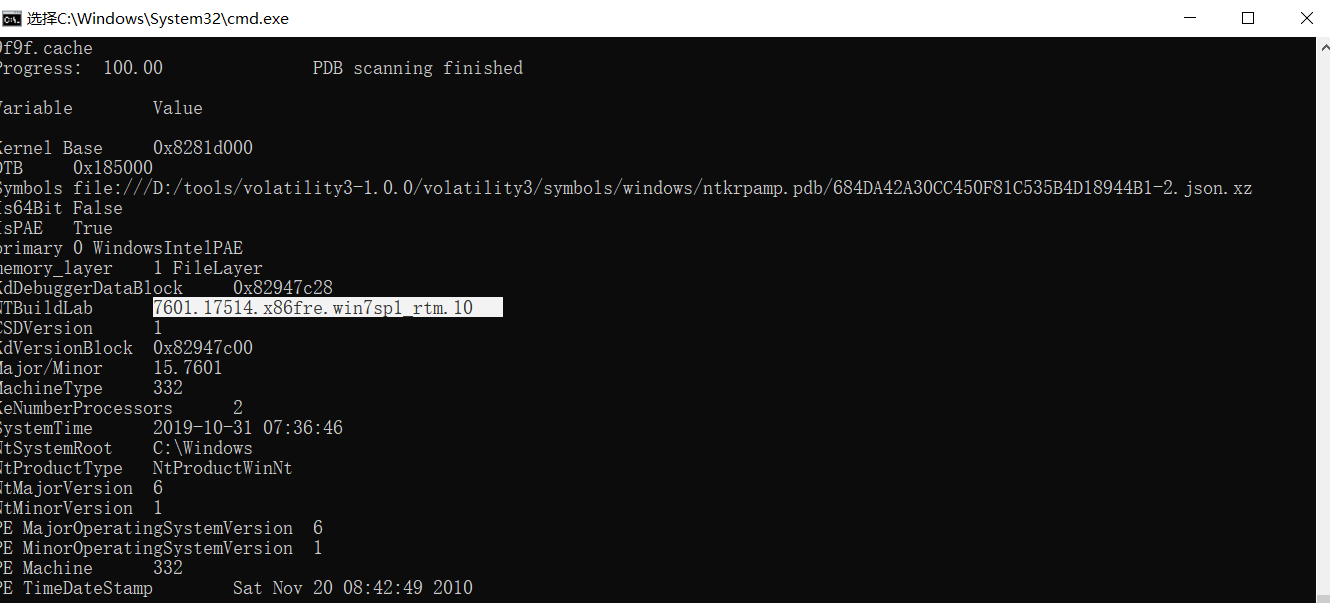 选择C:\Windows\System32\cmd.exe
9f9f.cache
Progress:  100.00               PDB scanning finished
Variable        Value
Kernel Base     0x8281d000
DTB     0x185000
Symbols file:///D:/tools/volatility3-1.0.0/volatility3/symbols/windows/ntkrpamp.pdb/684DA42A30CC450F81C535B4D18944B1-2.json.xz
Is64Bit False
IsPAE   True
primary 0 WindowsIntelPAE
memory_layer    1 FileLayer
KdDebuggerDataBlock     0x82947c28
NTBuildLab      7601.17514.x86fre.win7sp1_rtm.10
CSDVersion      1
KdVersionBlock  0x82947c00
Major/Minor     15.7601
MachineType     332
KeNumberProcessors      2
SystemTime      2019-10-31 07:36:46
NtSystemRoot    C:\Windows
NtProductType   NtProductWinNt
NtMajorVersion  6
NtMinorVersion  1
PE MajorOperatingSystemVersion  6
PE MinorOperatingSystemVersion  1
PE Machine      332
PE TimeDateStamp        Sat Nov 20 08:42:49 2010